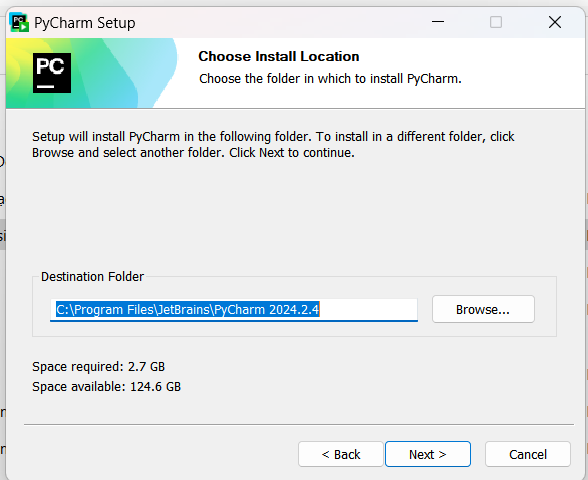 PyCharm Setup
PC
Choose Install Location
Choose the folder in which to install PyCharm.
Setup will install PyCharm in the following folder. To install in a different folder, click
Browse and select another folder. Click Next to continue.
Destination Folder
C:\Program Files\JetBrains\PyCharm 2024.2.4
Browse...
Space required: 2.7 GB
Space available: 124.6 GB
< Back
Next >
Cancel